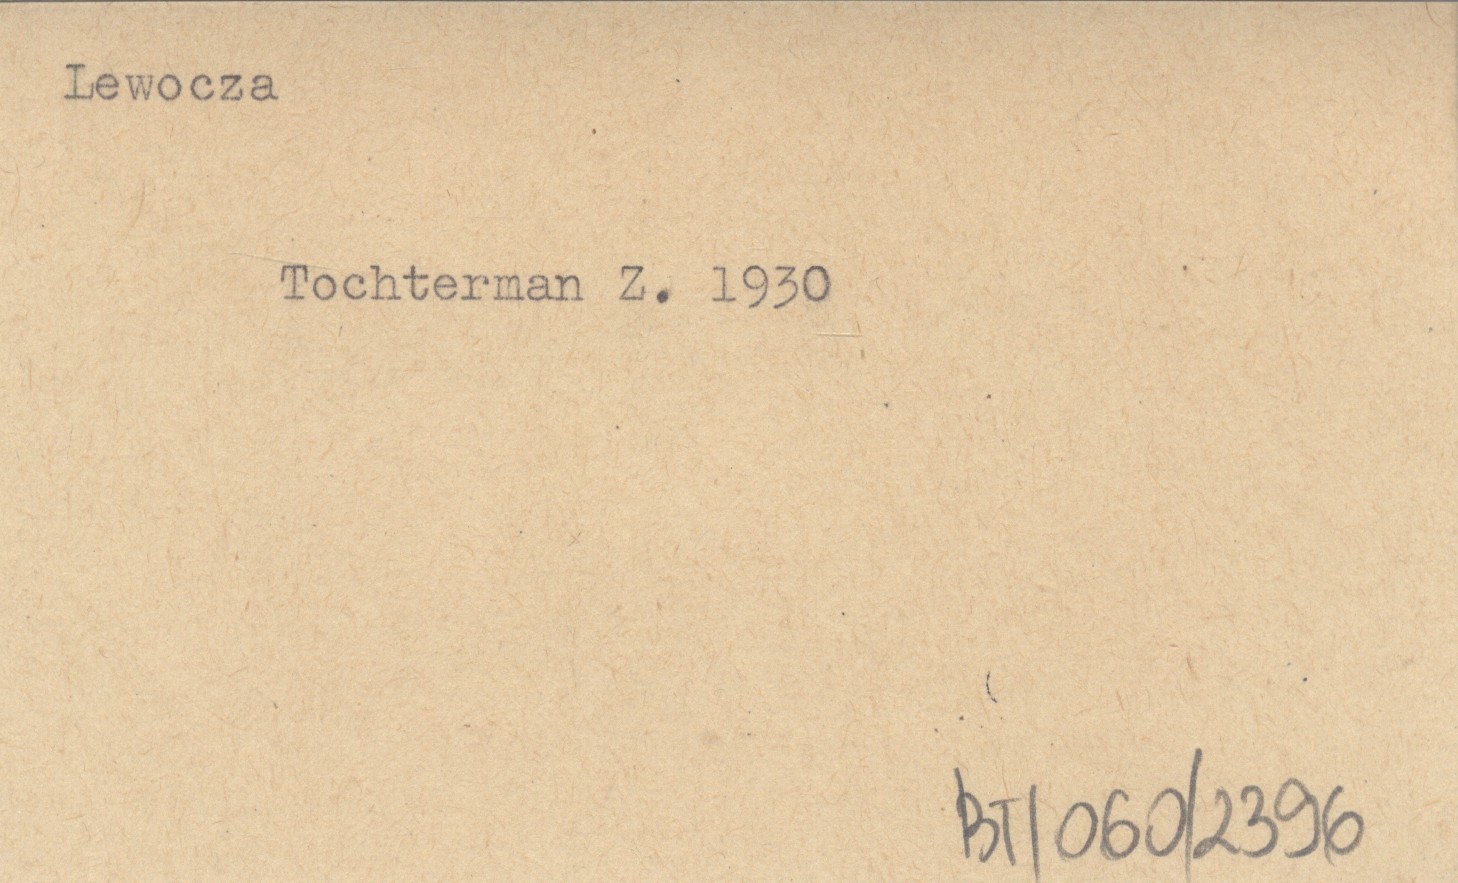 Lewocza
Tochterman Z. 1930
BT/060/2396